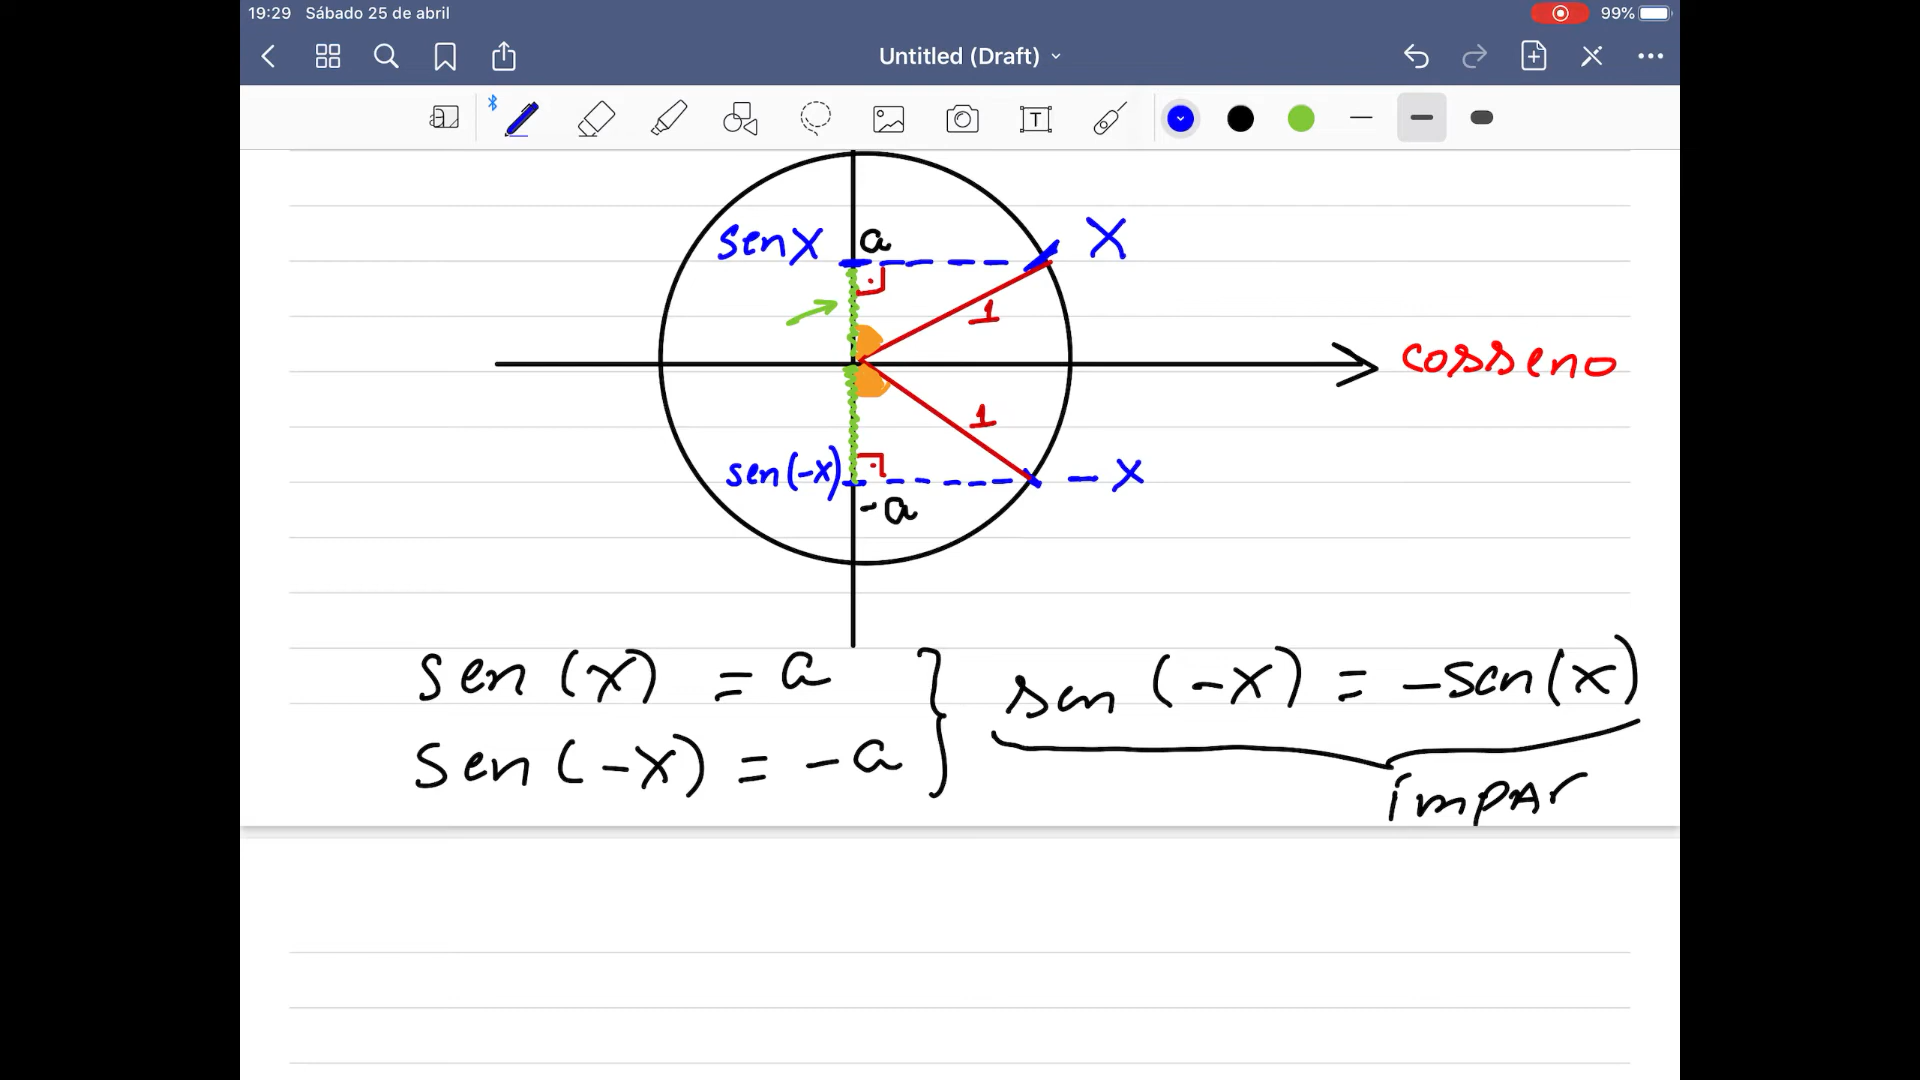 19:29 Sábado 25 de abril 99%
Untitled (Draft)
senx a x
1
cosseno
1
sen(-x) -x
-a
sen (x) = a
sen (-x) = -a
sen (-x) = -sen(x)
impar